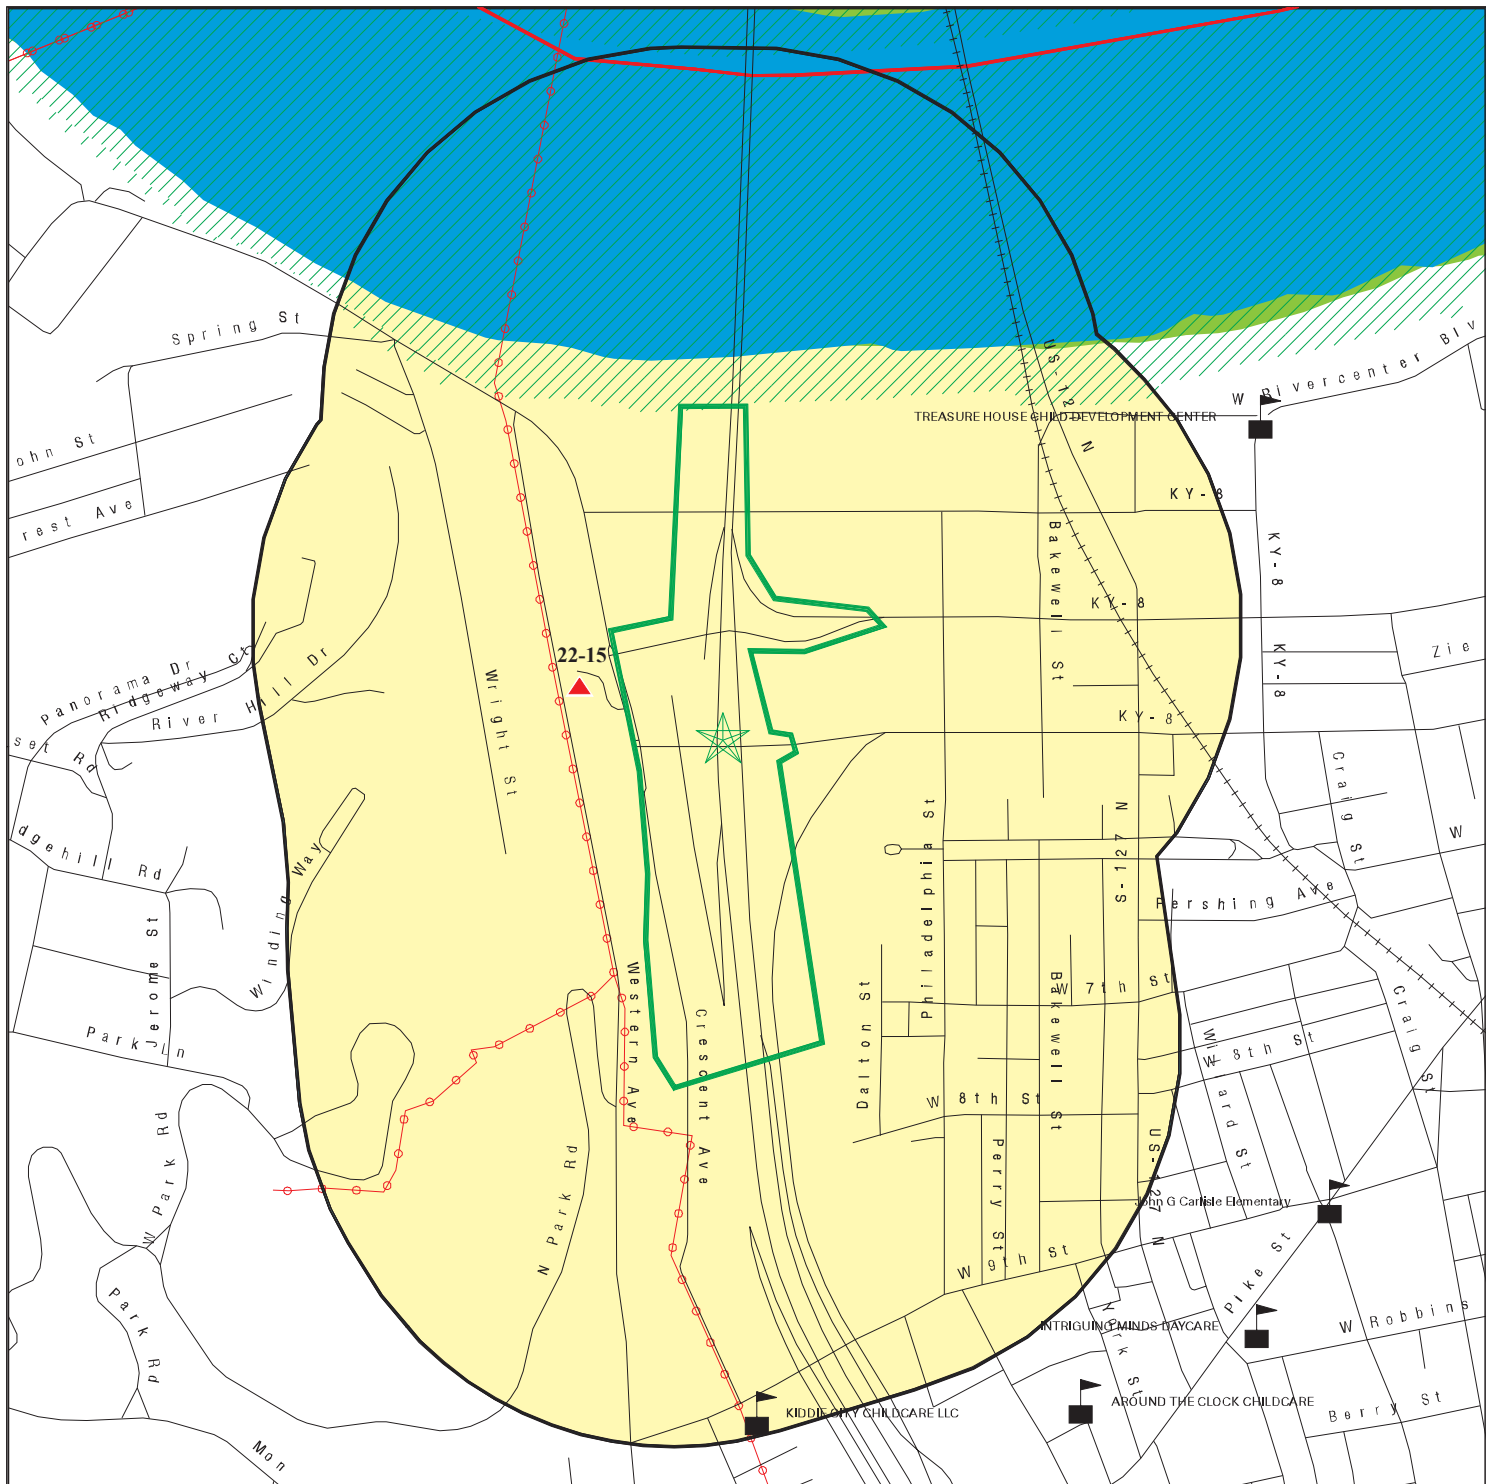 Spring St
US-127 N
W Rivercenter Blv
TREASURE HOUSE CHILD DEVELOPMENT CENTER
ohn St
rest Ave
KY-8
Bakewell St
KY-8
KY-8
KY-8
KY-8
Zie
22-15
Panorama Dr
Ridgeway Ct
River Hill Dr
set Rd
Wright St
Craig St
W
dgehill Rd
Philadelphia St
S-127 N
Winding Way
Pershing Ave
Jerome St
Western Ave
Crescent Ave
Dalton St
Bakewell St
W 7th St
Willard St
W 8th St
Craig St
Park Ln
W 8th St
W Park Rd
N Park Rd
Perry St
US-127 N
John G Carlisle Elementary
W 9th St
Pike St
Park Rd
York St
INTRIGUING MINDS DAYCARE
W Robbins
KIDDIE CITY CHILDCARE LLC
AROUND THE CLOCK CHILDCARE
Berry St
Mon